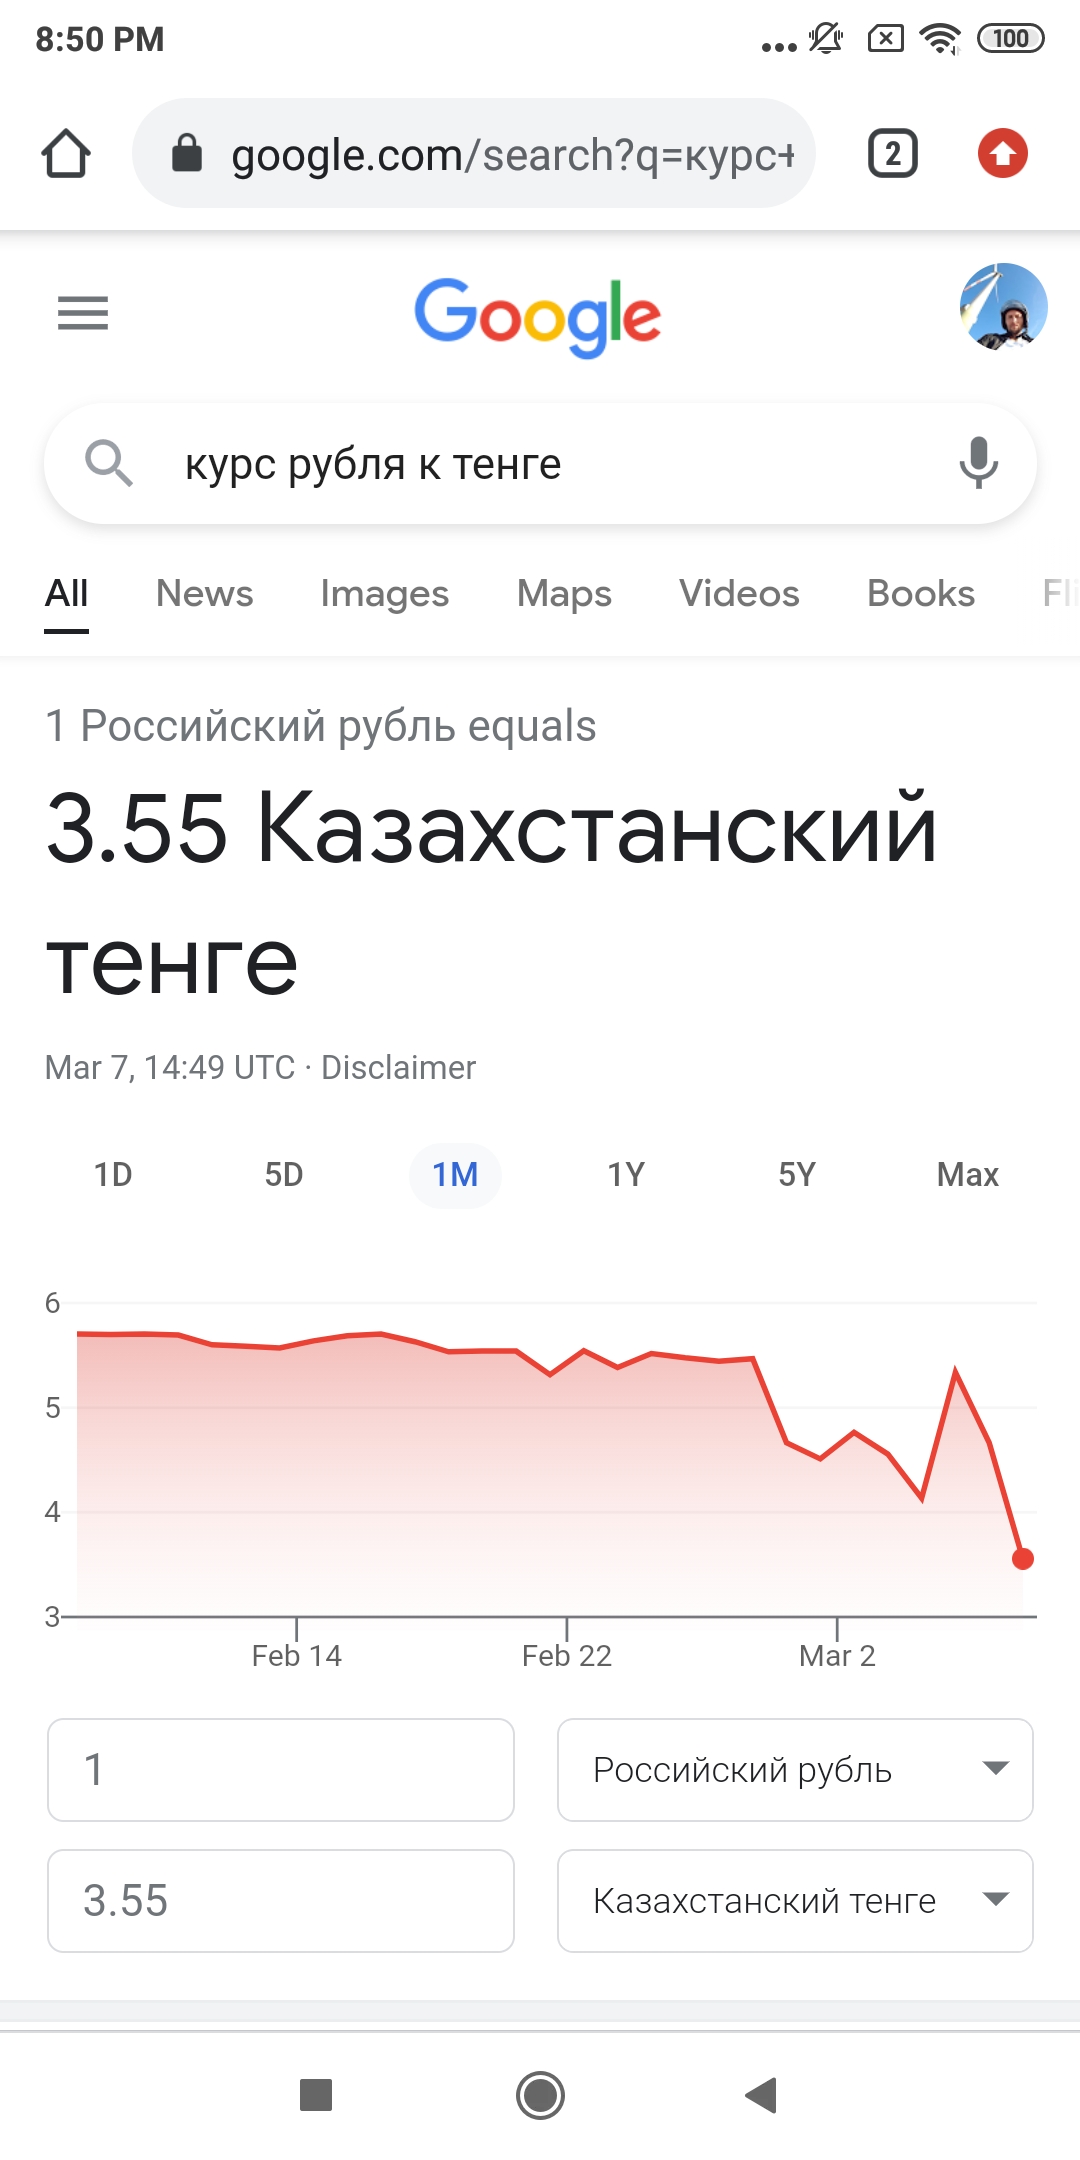 8:50 PM
100
google.com/search?q=курс+
2
Google
курс рубля к тенге
All News Images Maps Videos Books Fli
1 Российский рубль equals
3.55 Казахстанский
тенге
Mar 7, 14:49 UTC · Disclaimer
1D 5D 1M 1Y 5Y Max
6
5
4
3
Feb 14 Feb 22 Mar 2
1 Российский рубль
3.55 Казахстанский тенге